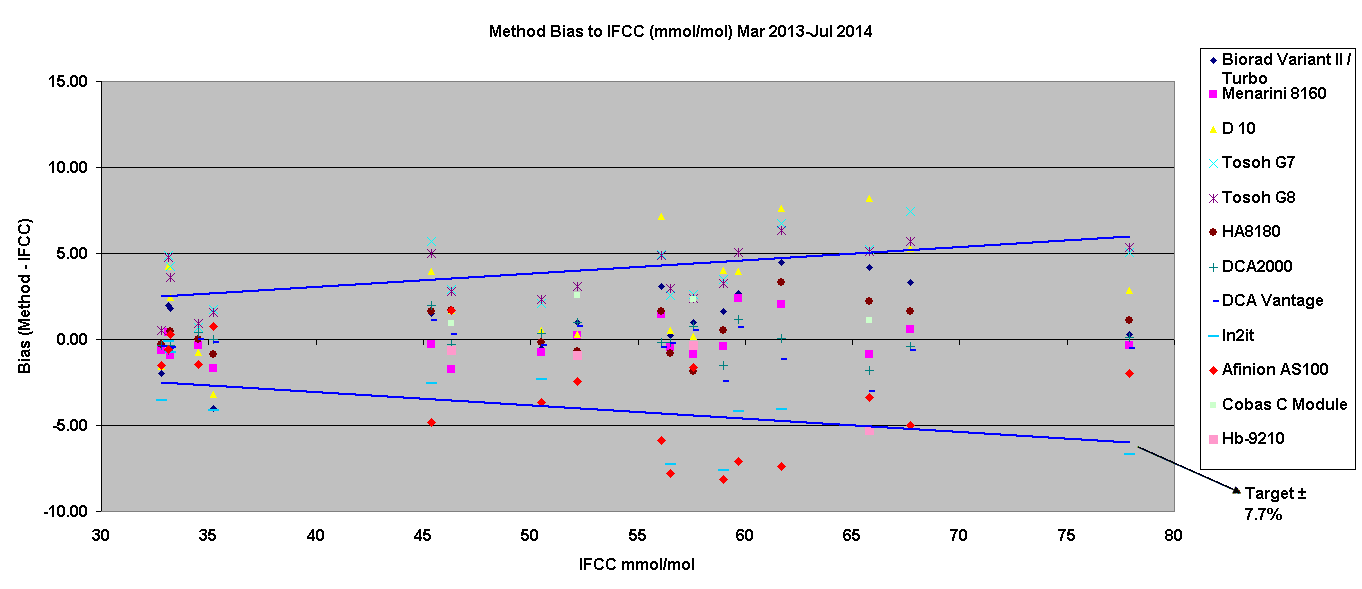 Method Bias to IFCC (mmol/mol) Mar 2013-Jul 2014
15.00
10.00
5.00
0.00
-5.00
-10.00
Bias (Method - IFCC)
30
35
40
45
50
55
60
65
70
75
80
IFCC mmol/mol
Biorad Variant II /
Turbo
Menarini 8160
D 10
Tosoh G7
Tosoh G8
HA8180
DCA2000
DCA Vantage
In2it
Afinion AS100
Cobas C Module
Hb-9210
Target ±
7.7%